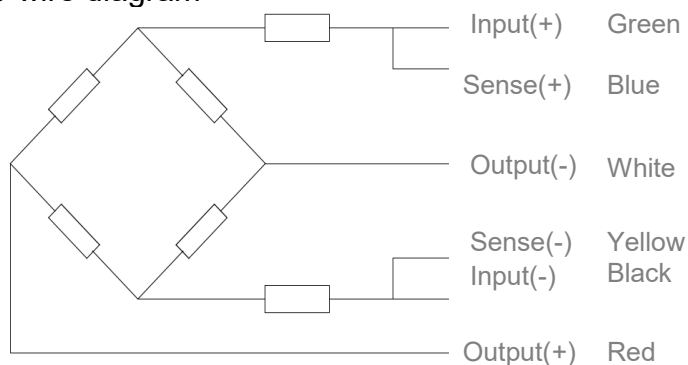 wire diagram
Input(+) Green
Sense(+) Blue
Output(-) White
Sense(-) Yellow
Input(-) Black
Output(+) Red